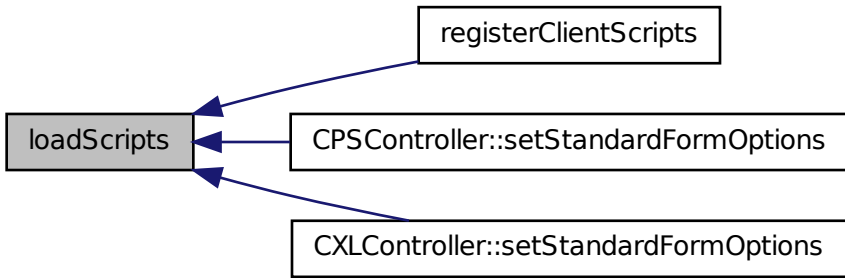 registerClientScripts
loadScripts
CPSController::setStandardFormOptions
CXLController::setStandardFormOptions